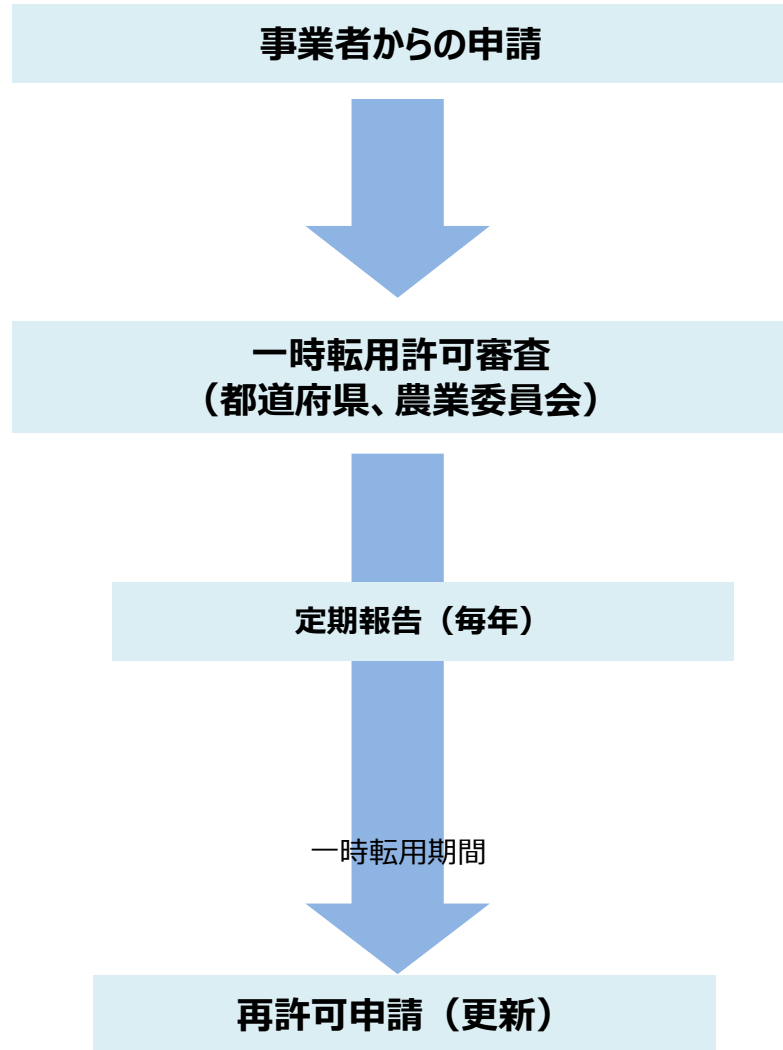 事業者からの申請
一時転用許可審査
（都道府県、農業委員会）
定期報告（毎年）
一時転用期間
再許可申請（更新）